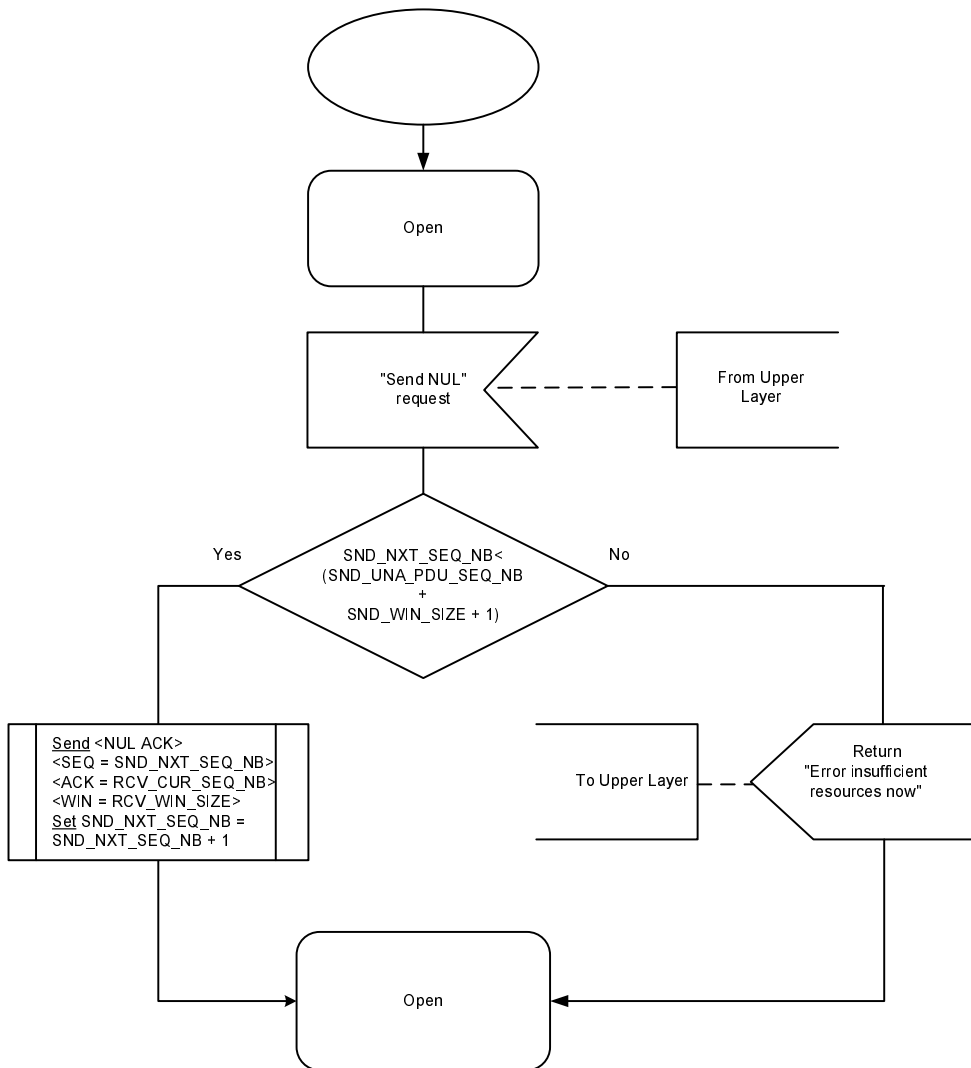 Open
"Send NUL"
request
From Upper
Layer
Yes
SND_NXT_SEQ_NB<
(SND_UNA_PDU_SEQ_NB
+
SND_WIN_SIZE + 1)
No
Send <NUL ACK>
<SEQ = SND_NXT_SEQ_NB>
<ACK = RCV_CUR_SEQ_NB>
<WIN = RCV_WIN_SIZE>
Set SND_NXT_SEQ_NB =
SND_NXT_SEQ_NB + 1
To Upper Layer
Return
"Error insufficient
resources now"
Open